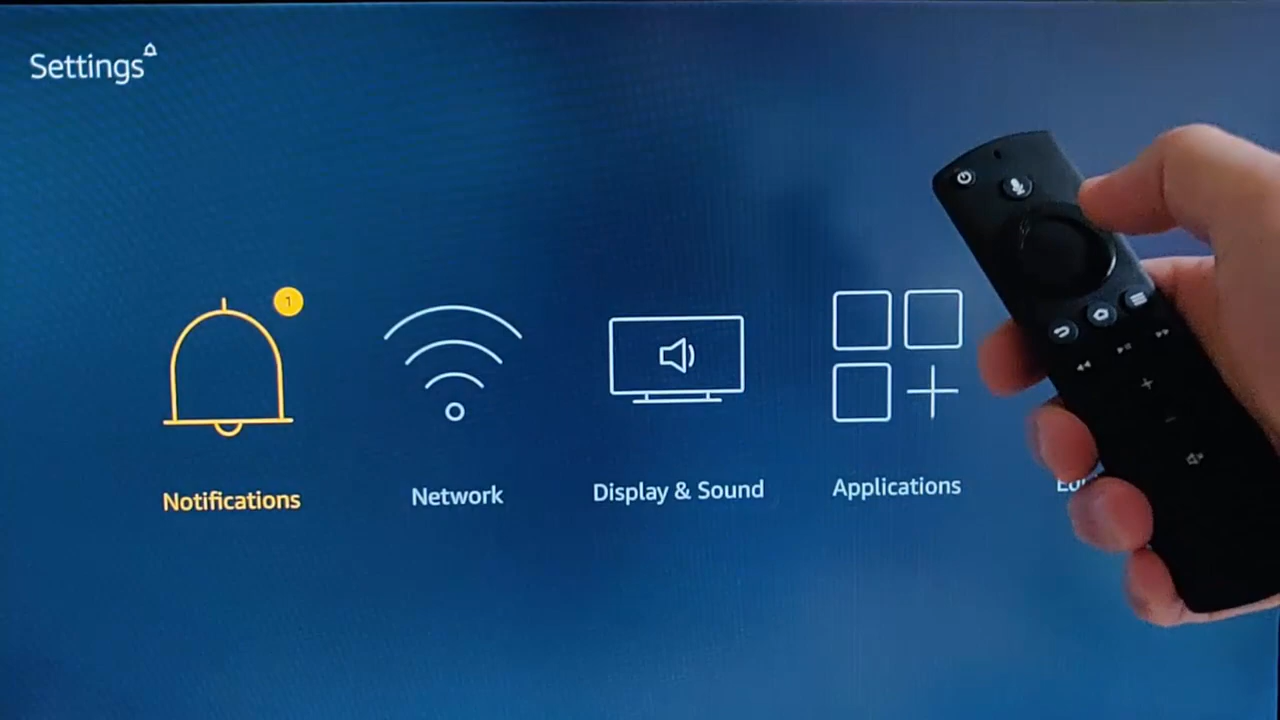 Settings
1
Notifications
Network
Display & Sound
Applications